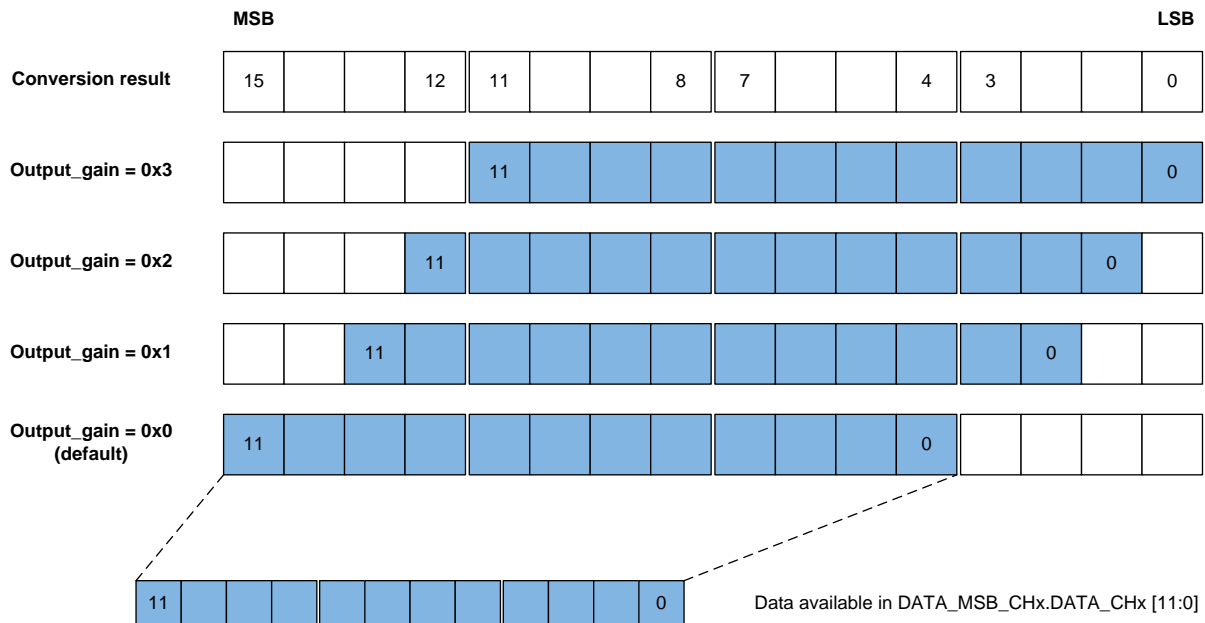 MSB LSB
Conversion result 15 12 11 8 7 4 3 0
Output_gain = 0x3 11 0
Output_gain = 0x2 11 0
Output_gain = 0x1 11 0
Output_gain = 0x0
(default)
11 0
11 0 Data available in DATA_MSB_CHx.DATA_CHx [11:0]